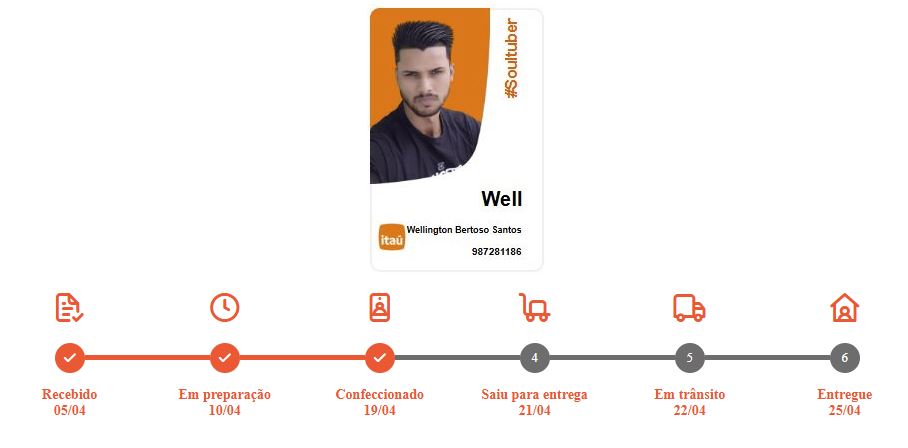 #Soultuber
Well
itaú
Wellington Bertoso Santos
987281186
4
5
6
Recebido
05/04
Em preparação
10/04
Confeccionado
19/04
Saiu para entrega
21/04
Em trânsito
22/04
Entregue
25/04